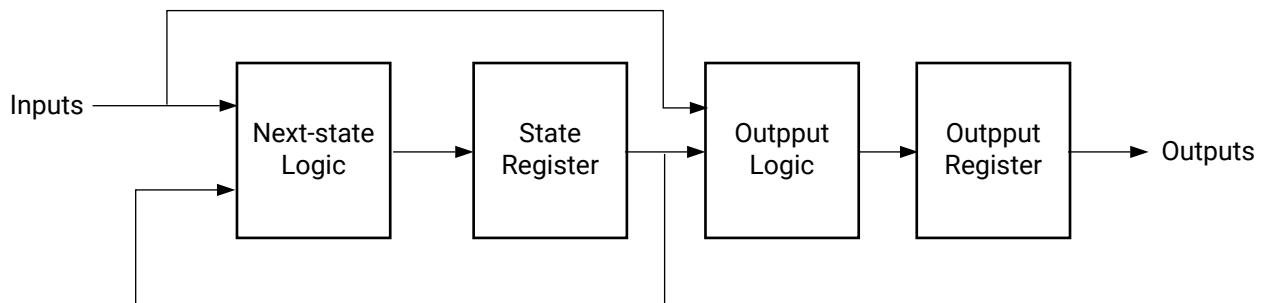 Inputs
Next-state
Logic
State
Register
Outpput
Logic
Outpput
Register
Outputs